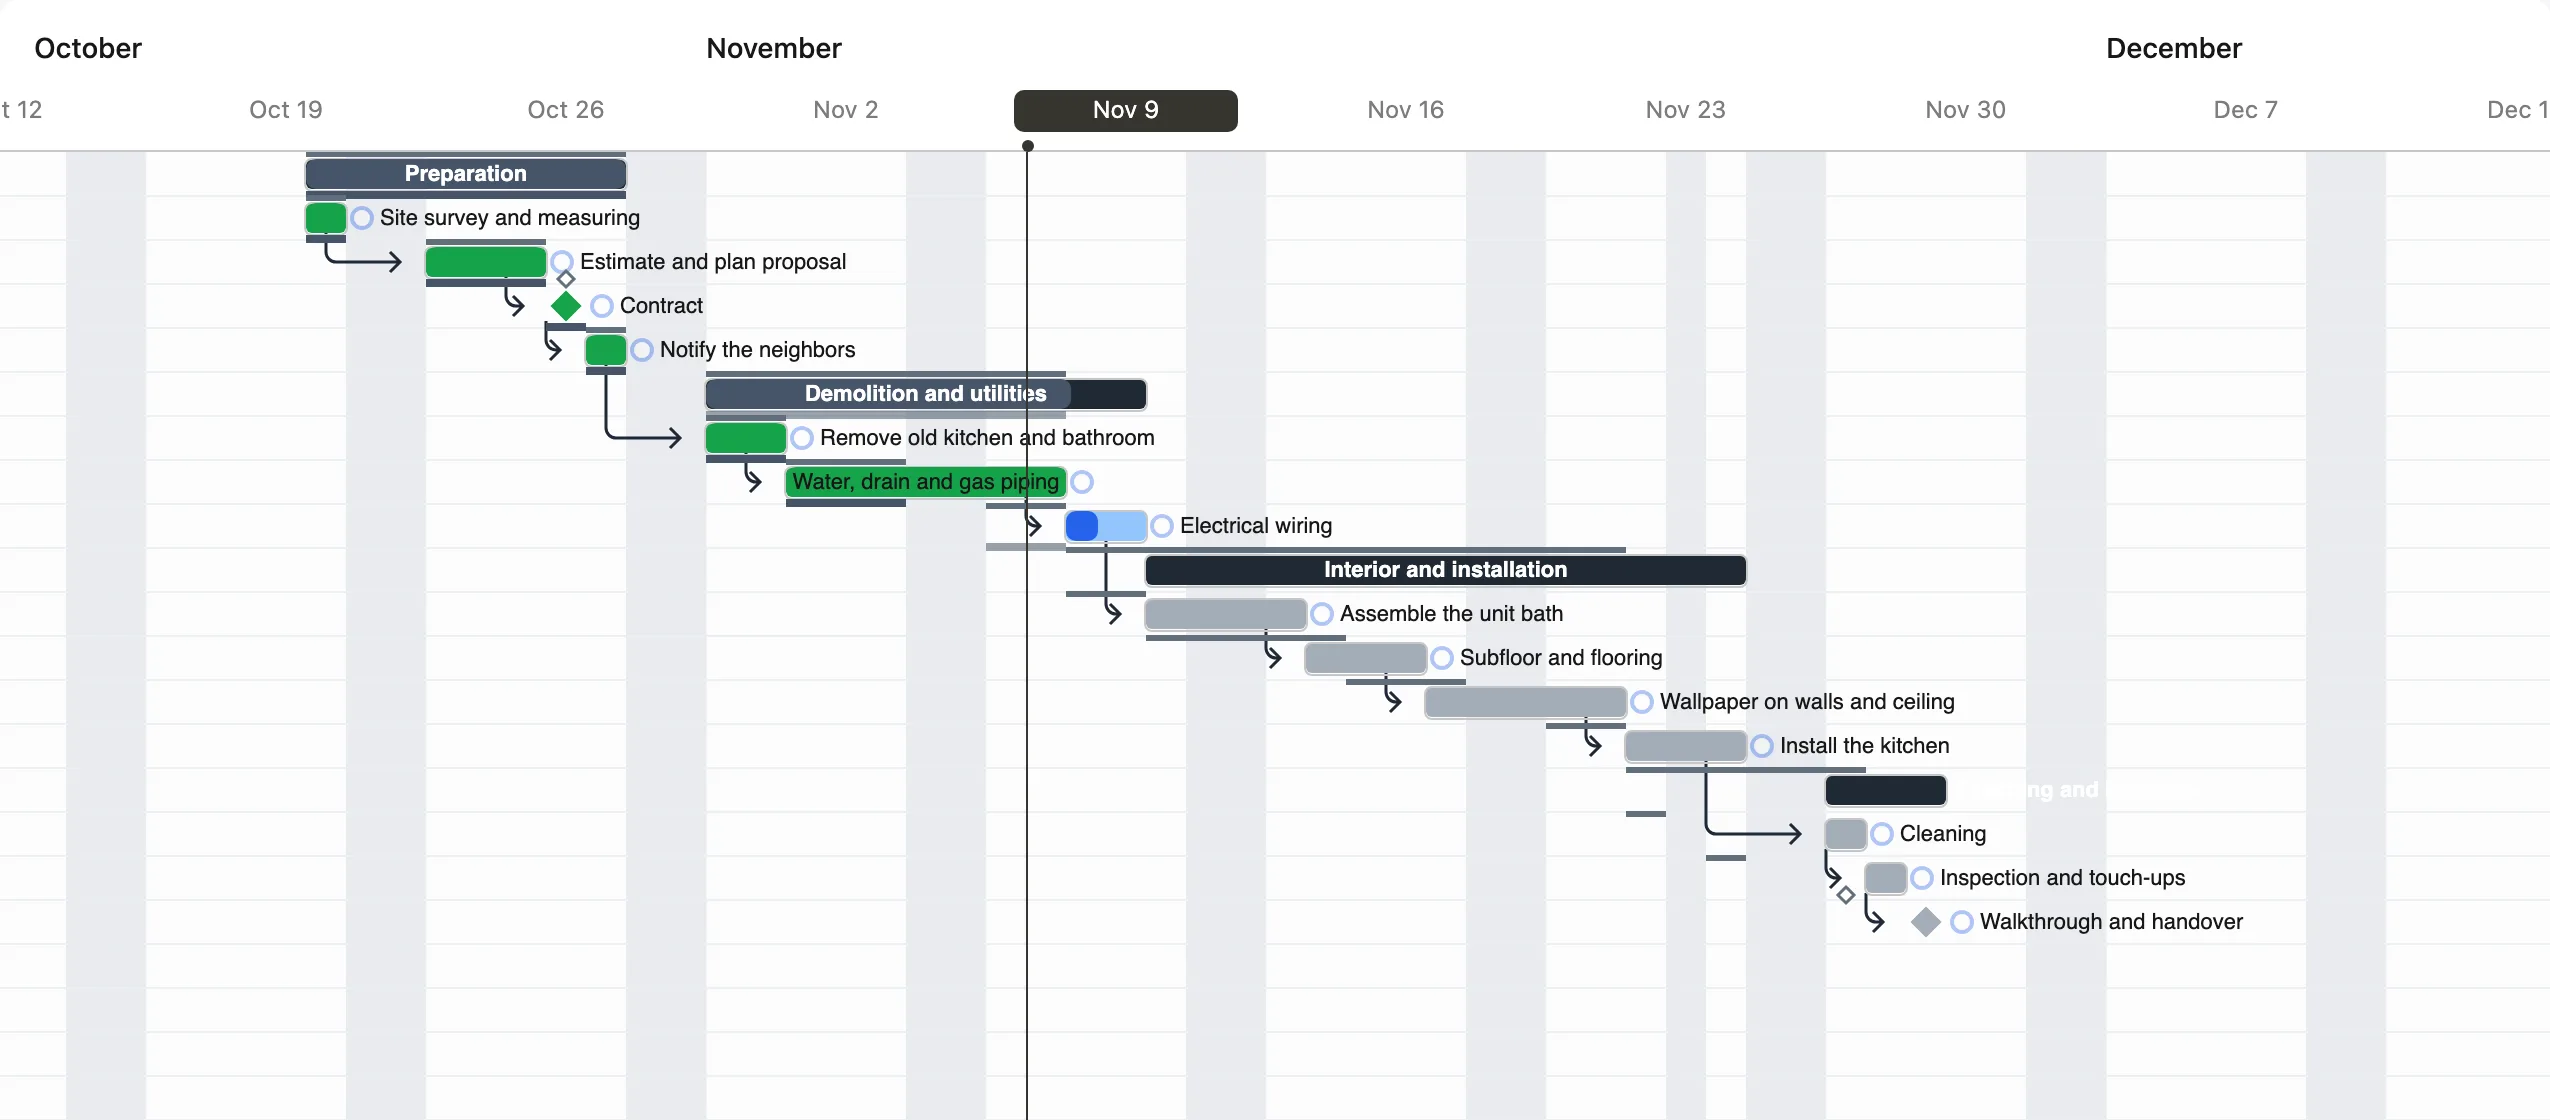 October
November
December
t 12
Oct 19
Oct 26
Nov 2
Nov 9
Nov 16
Nov 23
Nov 30
Dec 7
Dec 1
Preparation
Site survey and measuring
Estimate and plan proposal
Contract
Notify the neighbors
Demolition and utilities
Remove old kitchen and bathroom
Water, drain and gas piping
Electrical wiring
Interior and installation
Assemble the unit bath
Subfloor and flooring
Wallpaper on walls and ceiling
Install the kitchen
ng and
Cleaning
Inspection and touch-ups
Walkthrough and handover